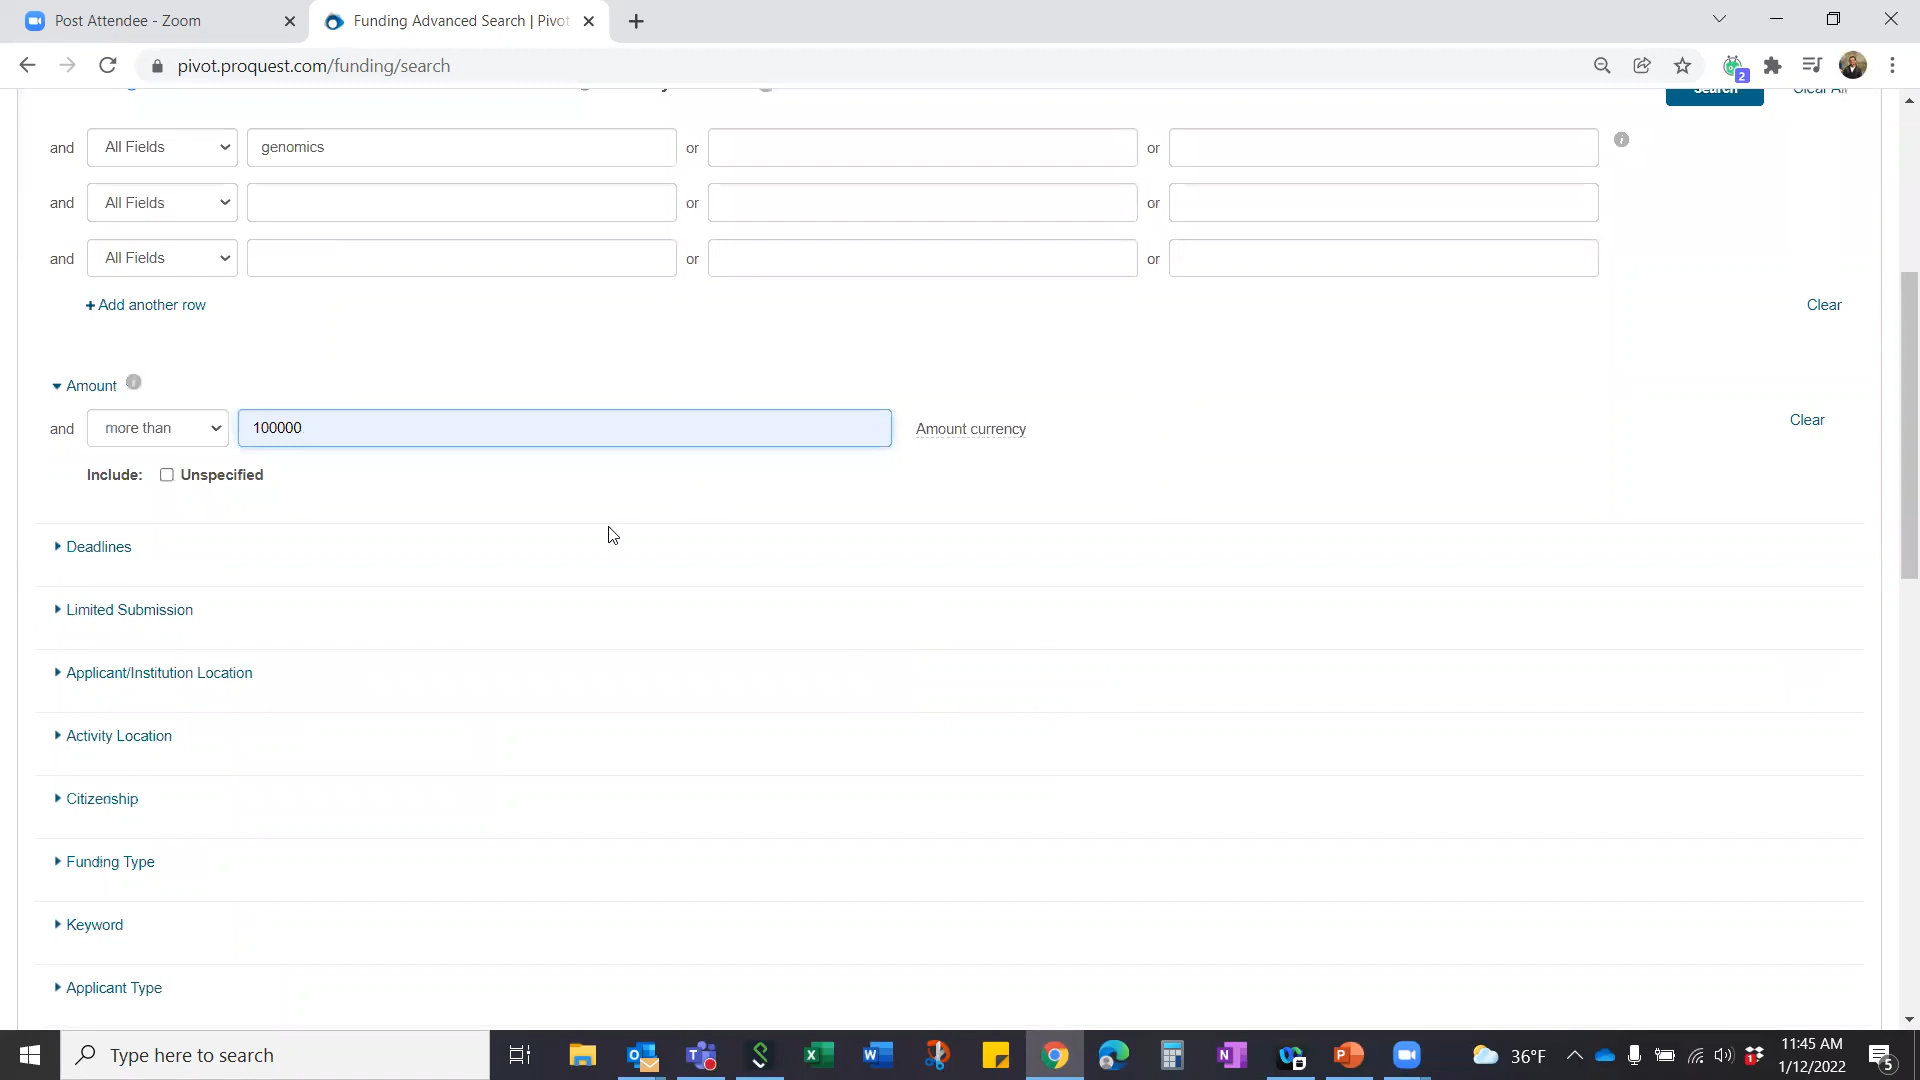 Post Attendee - Zoom
Funding Advanced Search | Pivot
pivot.proquest.com/funding/search
2
Search Clear All
and All Fields genomics or or
and All Fields or or
and All Fields or or
+ Add another row Clear
Amount
and more than 100000 Amount currency Clear
Include: Unspecified
Deadlines
Limited Submission
Applicant/Institution Location
Activity Location
Citizenship
Funding Type
Keyword
Applicant Type
Type here to search 36°F 11:45 AM
1/12/2022 5